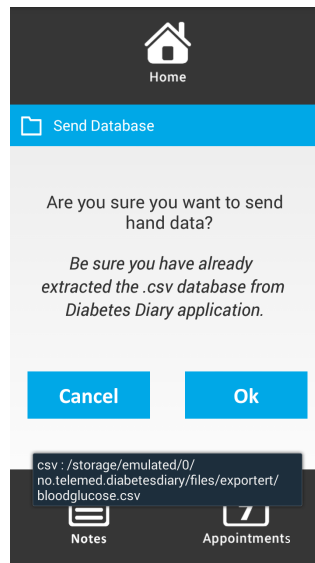 Home
Send Database
Are you sure you want to send
hand data?
Be sure you have already
extracted the .csv database from
Diabetes Diary application.
Cancel
Ok
csv : /storage/emulated/0/
no.telemed.diabetesdiary/files/exportert/
bloodglucose.csv
7
Notes
Appointments